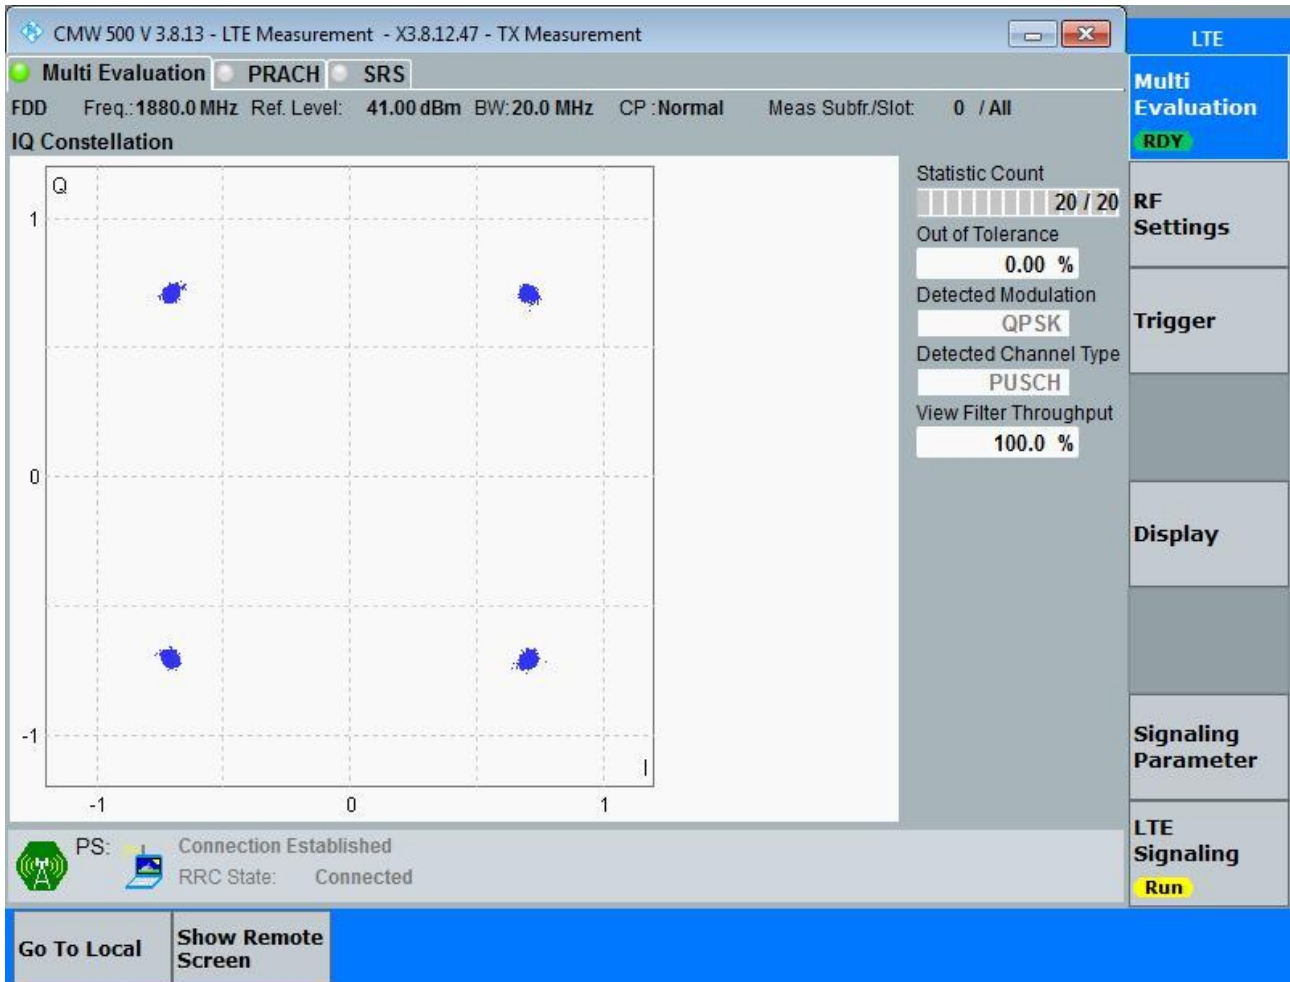 CMW 500 V 3.8.13 - LTE Measurement - X3.8.12.47 - TX Measurement
LTE
Multi Evaluation PRACH SRS
FDD Freq.:1880.0 MHz Ref. Level: 41.00 dBm BW:20.0 MHz CP :Normal Meas Subfr./Slot: 0 / All
IQ Constellation
Q
1
0
-1
I
-1 0 1
Statistic Count
20 / 20
Out of Tolerance
0.00 %
Detected Modulation
QPSK
Detected Channel Type
PUSCH
View Filter Throughput
100.0 %
Multi
Evaluation
RDY
RF
Settings
Trigger
Display
Signaling
Parameter
LTE
Signaling
Run
PS: Connection Established
RRC State: Connected
Go To Local
Show Remote
Screen